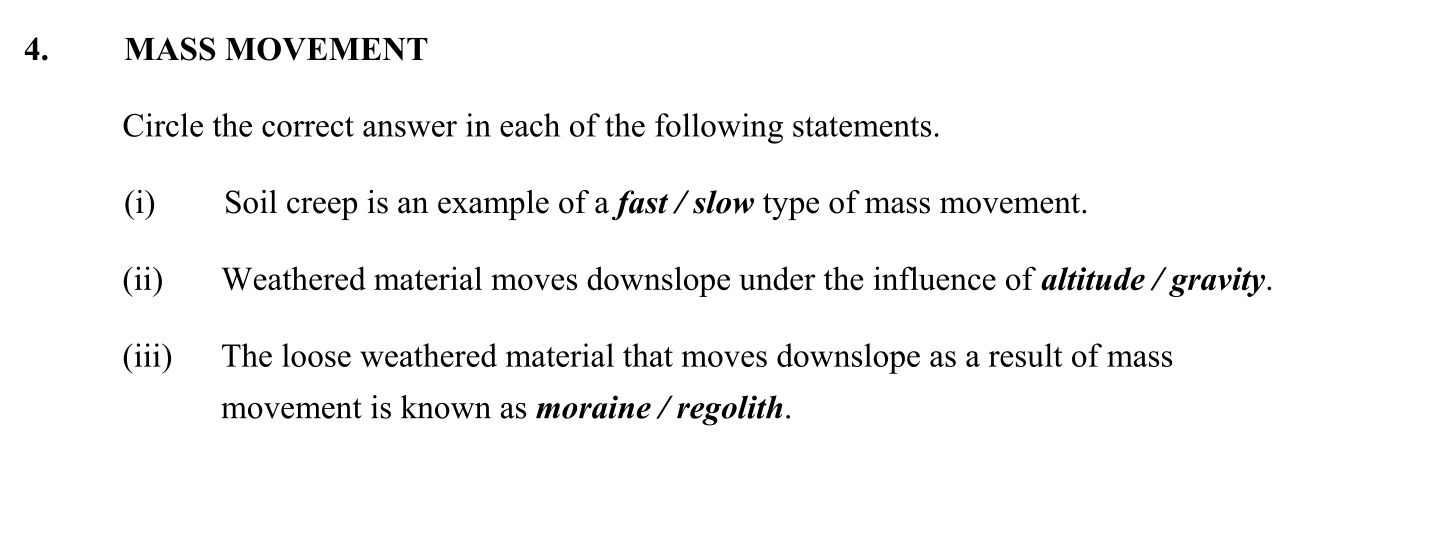 4. MASS MOVEMENT
Circle the correct answer in each of the following statements.
(i) Soil creep is an example of a fast / slow type of mass movement.
(ii) Weathered material moves downslope under the influence of altitude / gravity.
(iii) The loose weathered material that moves downslope as a result of mass
movement is known as moraine / regolith.